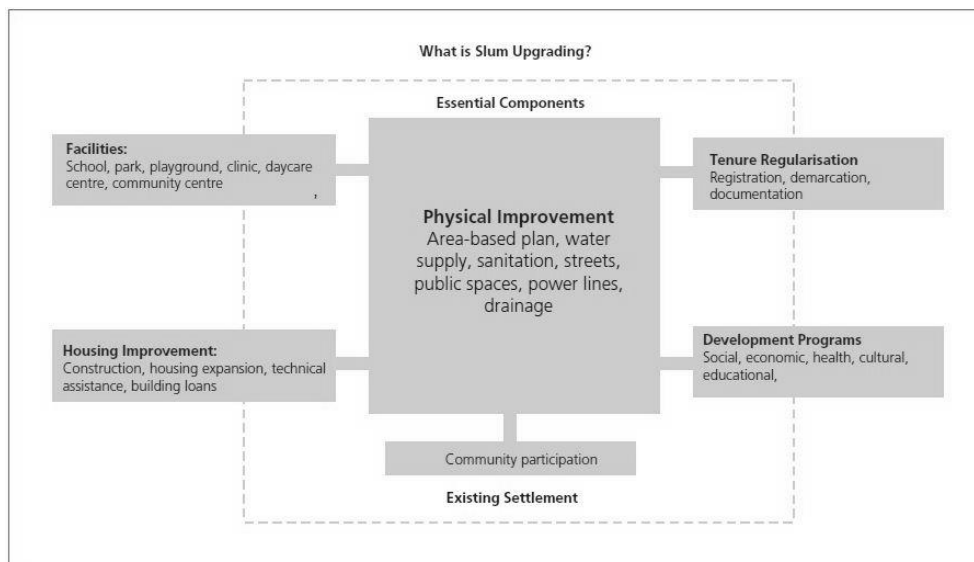 What is Slum Upgrading?
Essential Components
Facilities:
School, park, playground, clinic, daycare
centre, community centre
,
Tenure Regularisation
Registration, demarcation,
documentation
Physical Improvement
Area-based plan, water
supply, sanitation, streets,
public spaces, power lines,
drainage
Housing Improvement:
Construction, housing expansion, technical
assistance, building loans
Development Programs
Social, economic, health, cultural,
educational,
Community participation
Existing Settlement